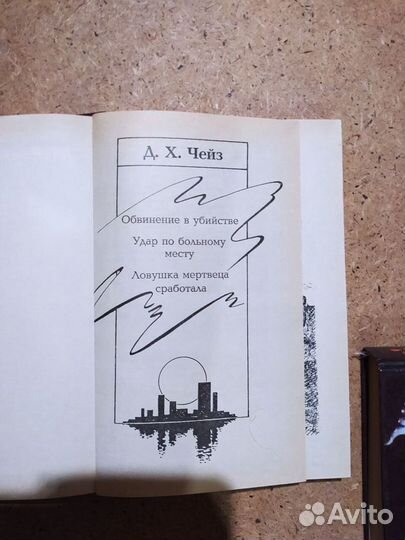 Д. Х. Чейз
Обвинение в убийстве
Удар по больному
месту
Ловушка мертвеца
сработала
Avito